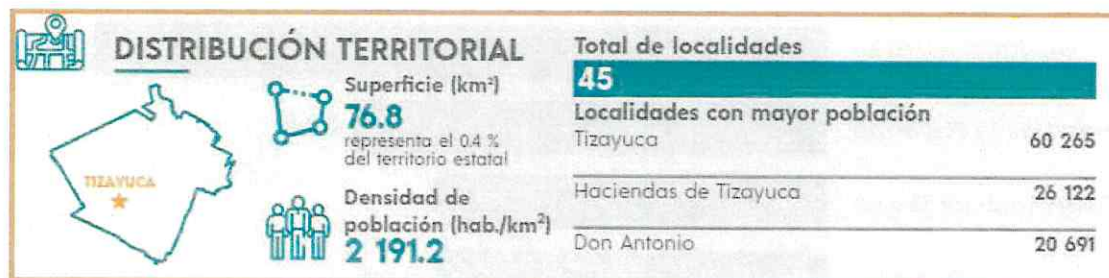 DISTRIBUCIÓN TERRITORIAL
TIZAYUCA
Superficie (km²)
76.8
representa el 0.4 %
del territorio estatal
Densidad de
población (hab./km²)
2 191.2
Total de localidades
45
Localidades con mayor población
Tizayuca 60 265
Haciendas de Tizayuca 26 122
Don Antonio 20 691